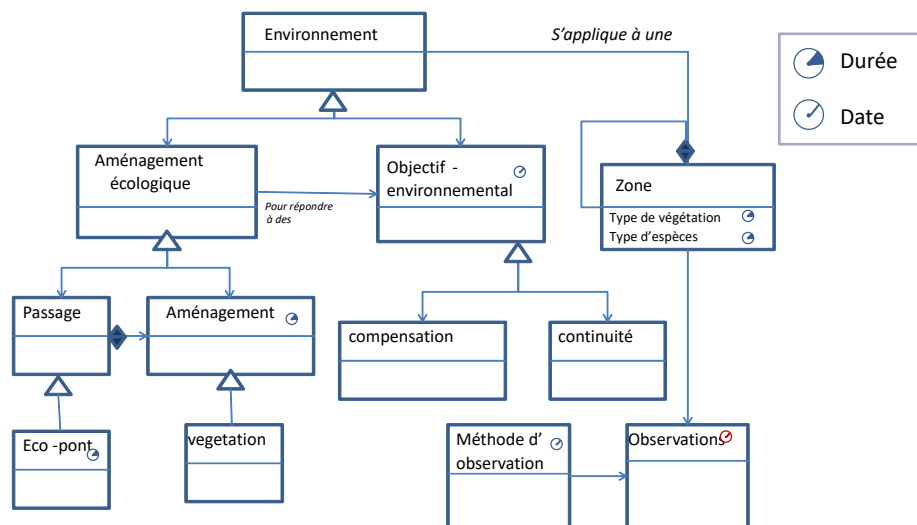 Environnement
S'applique à une
Durée
Date
Aménagement
écologique
Objectif -
environnemental
Pour répondre
à des
Zone
Type de végétation
Type d'espèces
Passage
Aménagement
compensation
continuité
Eco -pont
vegetation
Méthode d'
observation
Observations